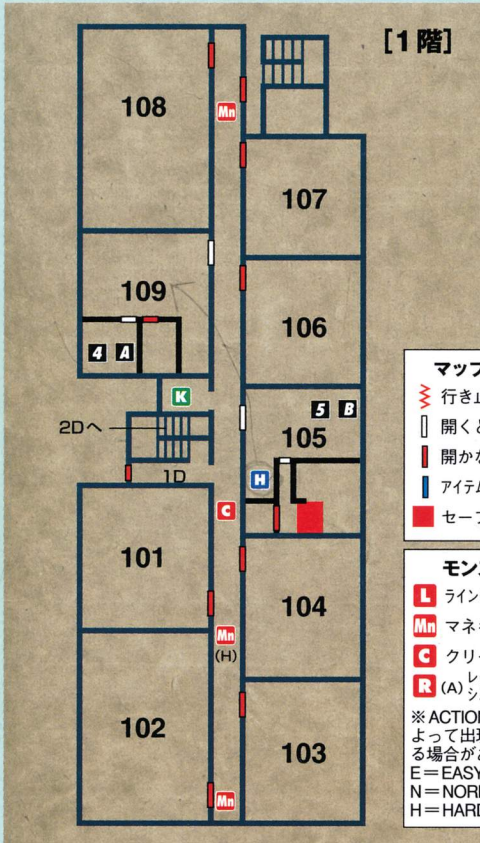 [1階]
108
Mn
107
109
106
4 A
K
5 B
2Dへ
105
1D
H
C
101
104
Mn
(H)
102
103
Mn
マップ
行き止
開くと
開かな
アイテム
セーブ
モンス
L ライン
Mn マネキ
C クリー
R (A)
※ACTION
よって出現
る場合があ
E=EASY
N=NORM
H=HARD